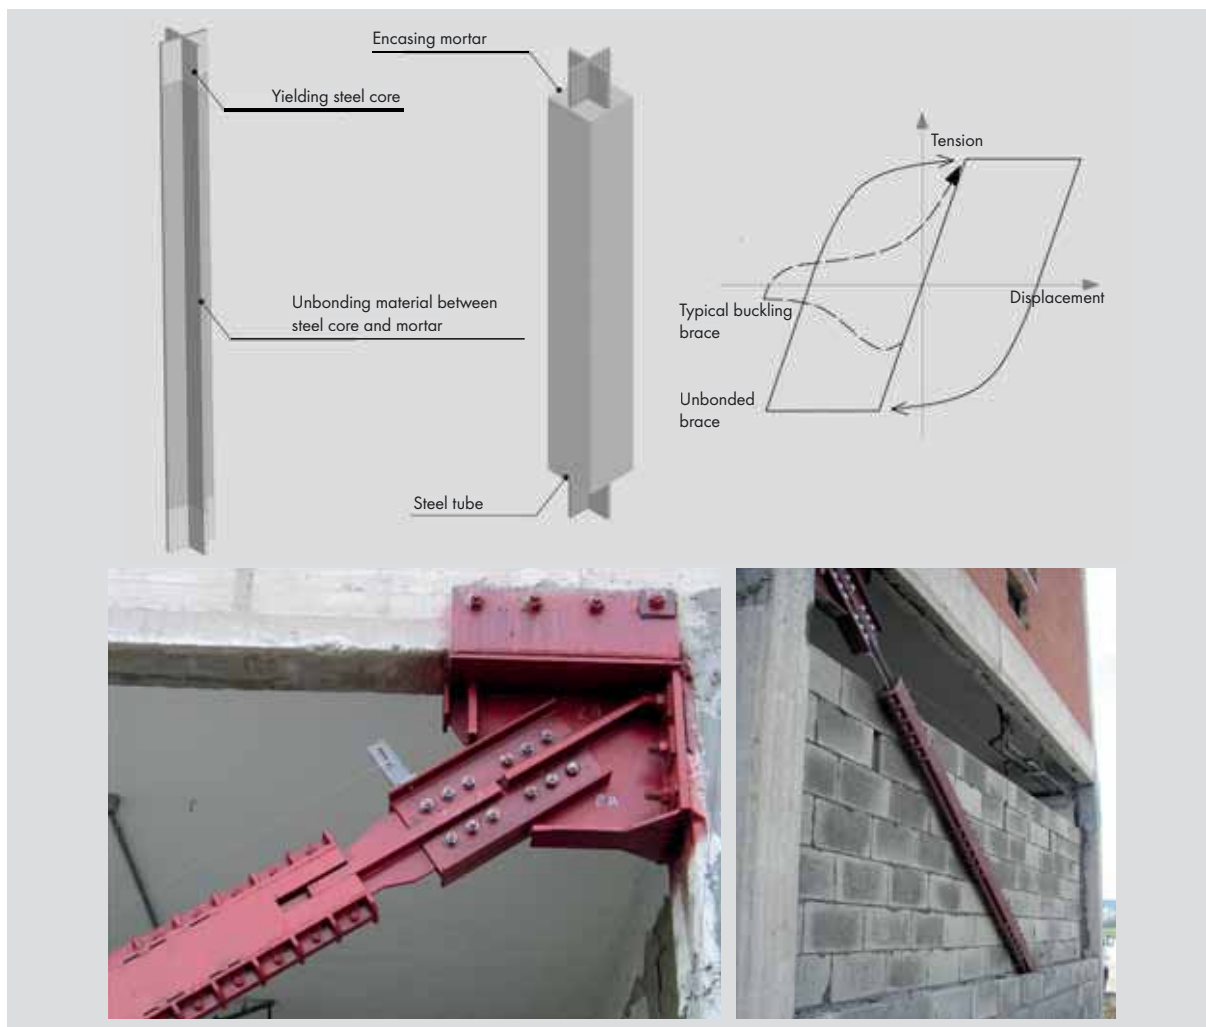 Encasing mortar
Yielding steel core
Unbonding material between
steel core and mortar
Steel tube
Tension
Displacement
Typical buckling
brace
Unbonded
brace